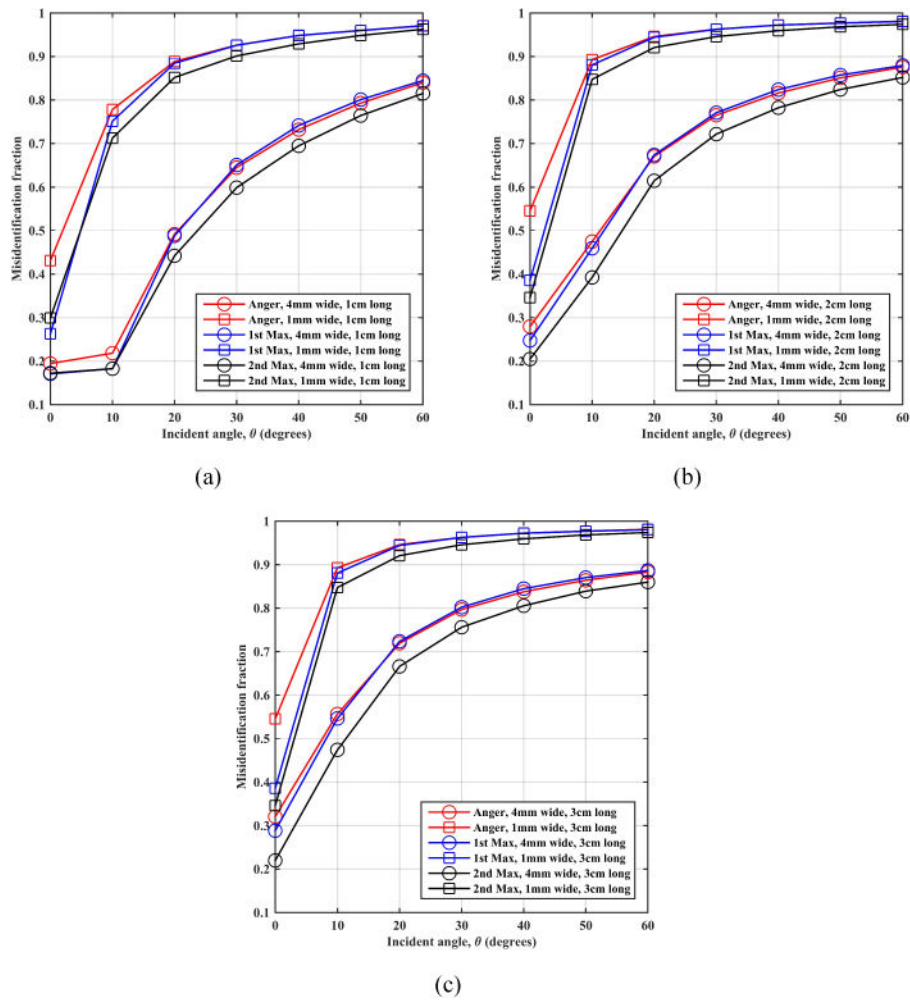 1
0.9
0.8
0.7
0.6
0.5
0.4
0.3
0.2
0.1
Misidentification fraction
Anger, 4mm wide, 1cm long
Anger, 1mm wide, 1cm long
1st Max, 4mm wide, 1cm long
1st Max, 1mm wide, 1cm long
2nd Max, 4mm wide, 1cm long
2nd Max, 1mm wide, 1cm long
0 10 20 30 40 50 60
Incident angle, θ (degrees)
(a)
1
0.9
0.8
0.7
0.6
0.5
0.4
0.3
0.2
0.1
Misidentification fraction
Anger, 4mm wide, 2cm long
Anger, 1mm wide, 2cm long
1st Max, 4mm wide, 2cm long
1st Max, 1mm wide, 2cm long
2nd Max, 4mm wide, 2cm long
2nd Max, 1mm wide, 2cm long
0 10 20 30 40 50 60
Incident angle, θ (degrees)
(b)
1
0.9
0.8
0.7
0.6
0.5
0.4
0.3
0.2
0.1
Misidentification fraction
Anger, 4mm wide, 3cm long
Anger, 1mm wide, 3cm long
1st Max, 4mm wide, 3cm long
1st Max, 1mm wide, 3cm long
2nd Max, 4mm wide, 3cm long
2nd Max, 1mm wide, 3cm long
0 10 20 30 40 50 60
Incident angle, θ (degrees)
(c)